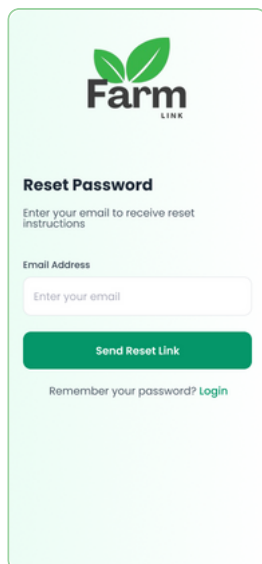 Farm
LINK
Reset Password
Enter your email to receive reset
instructions
Email Address
Enter your email
Send Reset Link
Remember your password? Login